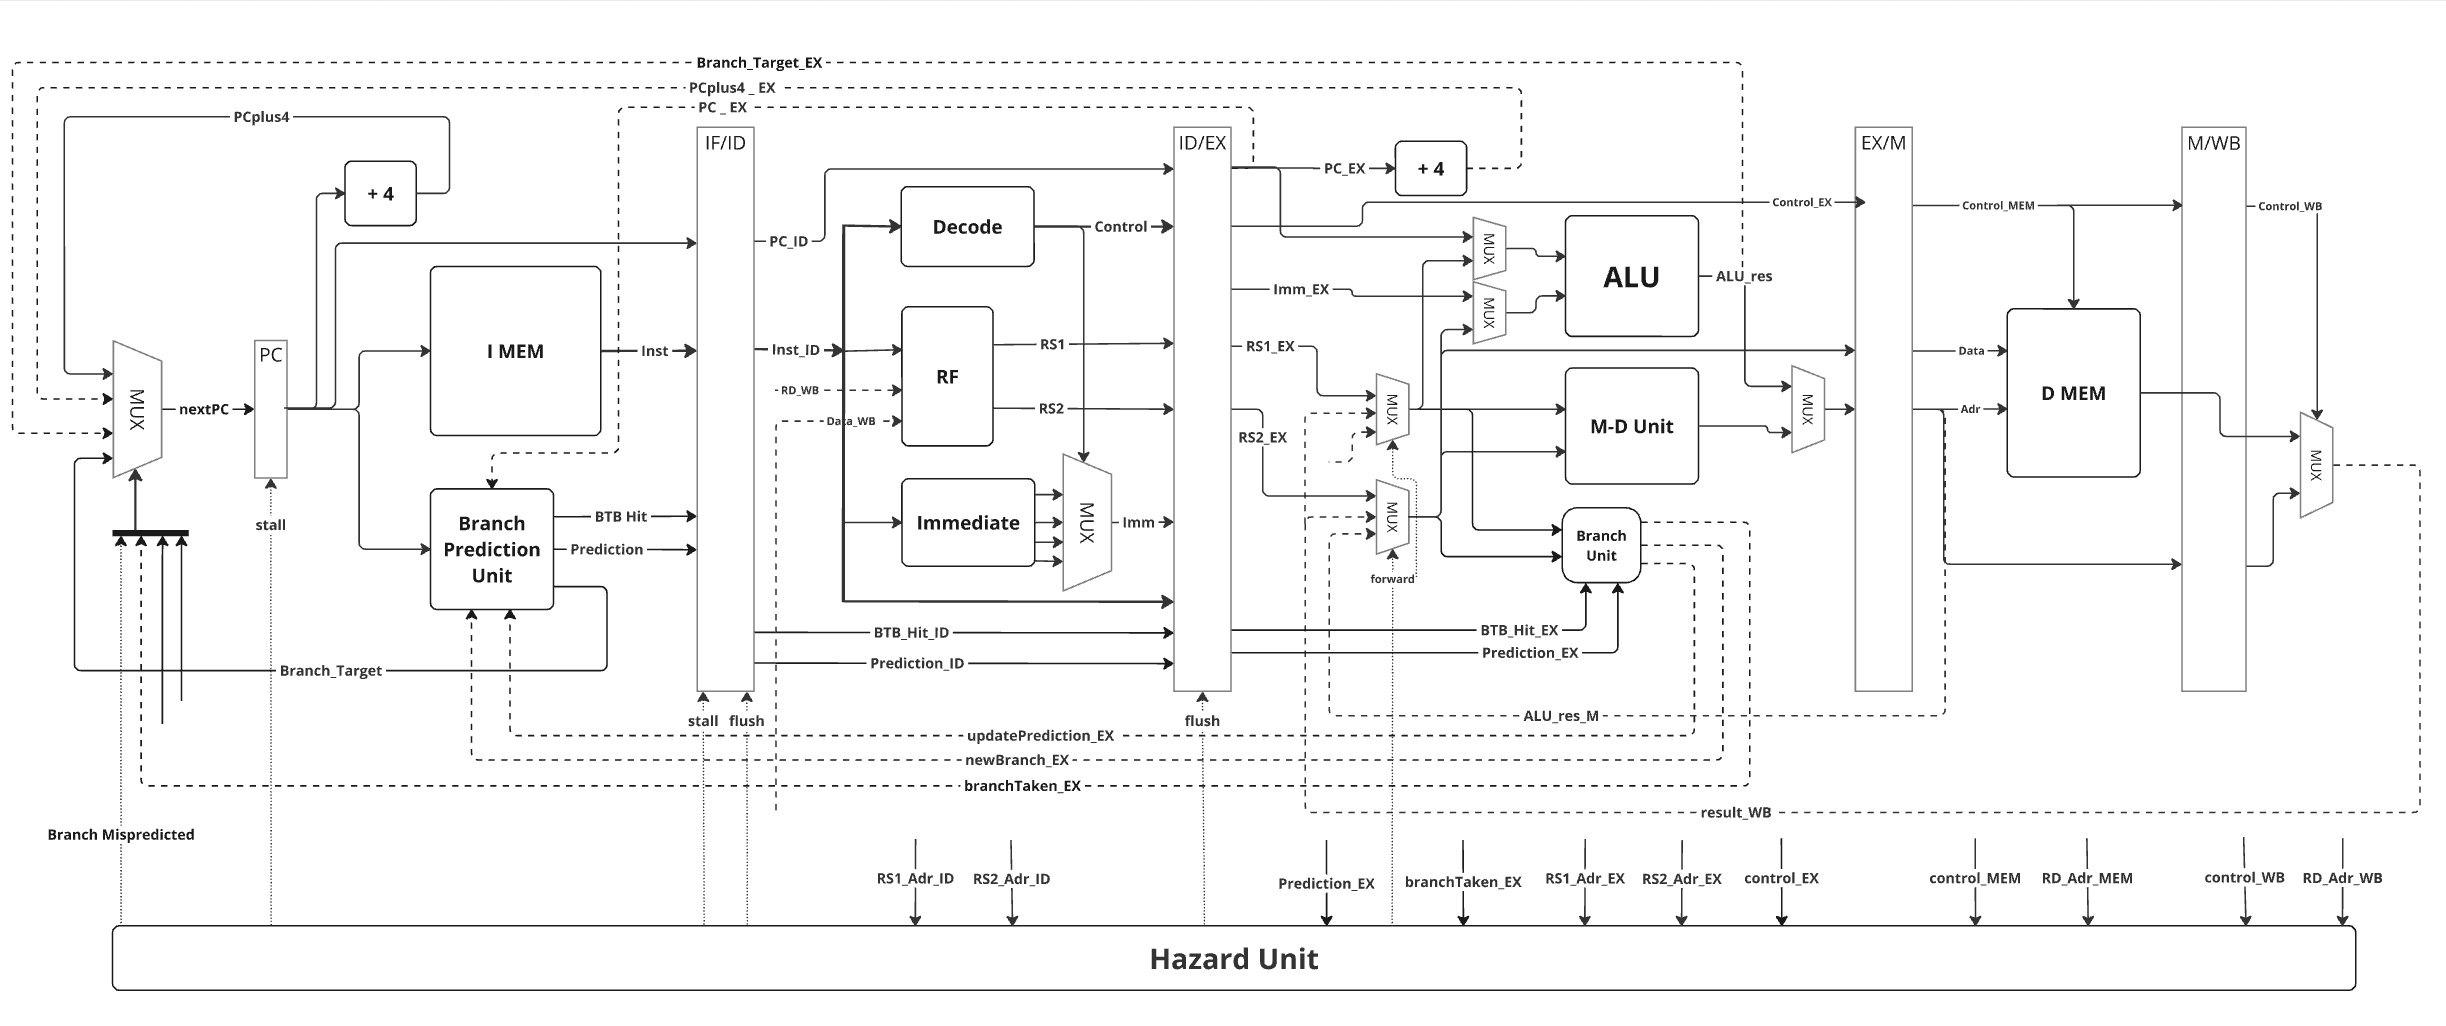 Branch_Target_EX
PCplus4 _ EX
PC _ EX
PCplus4
IF/ID
ID/EX
EX/M
M/WB
+ 4
PC_EX
+ 4
Decode
Control
PC_ID
Control_EX
Control_MEM
Control_WB
MUX
ALU
ALU_res
Imm_EX
MUX
I MEM
Inst
Inst_ID
RF
RS1
RS2
RD_WB
Data_WB
RS1_EX
RS2_EX
PC
MUX
nextPC
stall
MUX
M-D Unit
MUX
Data
Adr
D MEM
MUX
Branch
Prediction
Unit
BTB Hit
Prediction
Immediate
MUX
Imm
MUX
forward
Branch
Unit
BTB_Hit_ID
Prediction_ID
BTB_Hit_EX
Prediction_EX
Branch_Target
stall
flush
flush
ALU_res_M
updatePrediction_EX
newBranch_EX
branchTaken_EX
result_WB
Branch Mispredicted
RS1_Adr_ID
RS2_Adr_ID
Prediction_EX
branchTaken_EX
RS1_Adr_EX
RS2_Adr_EX
control_EX
control_MEM
RD_Adr_MEM
control_WB
RD_Adr_WB
Hazard Unit